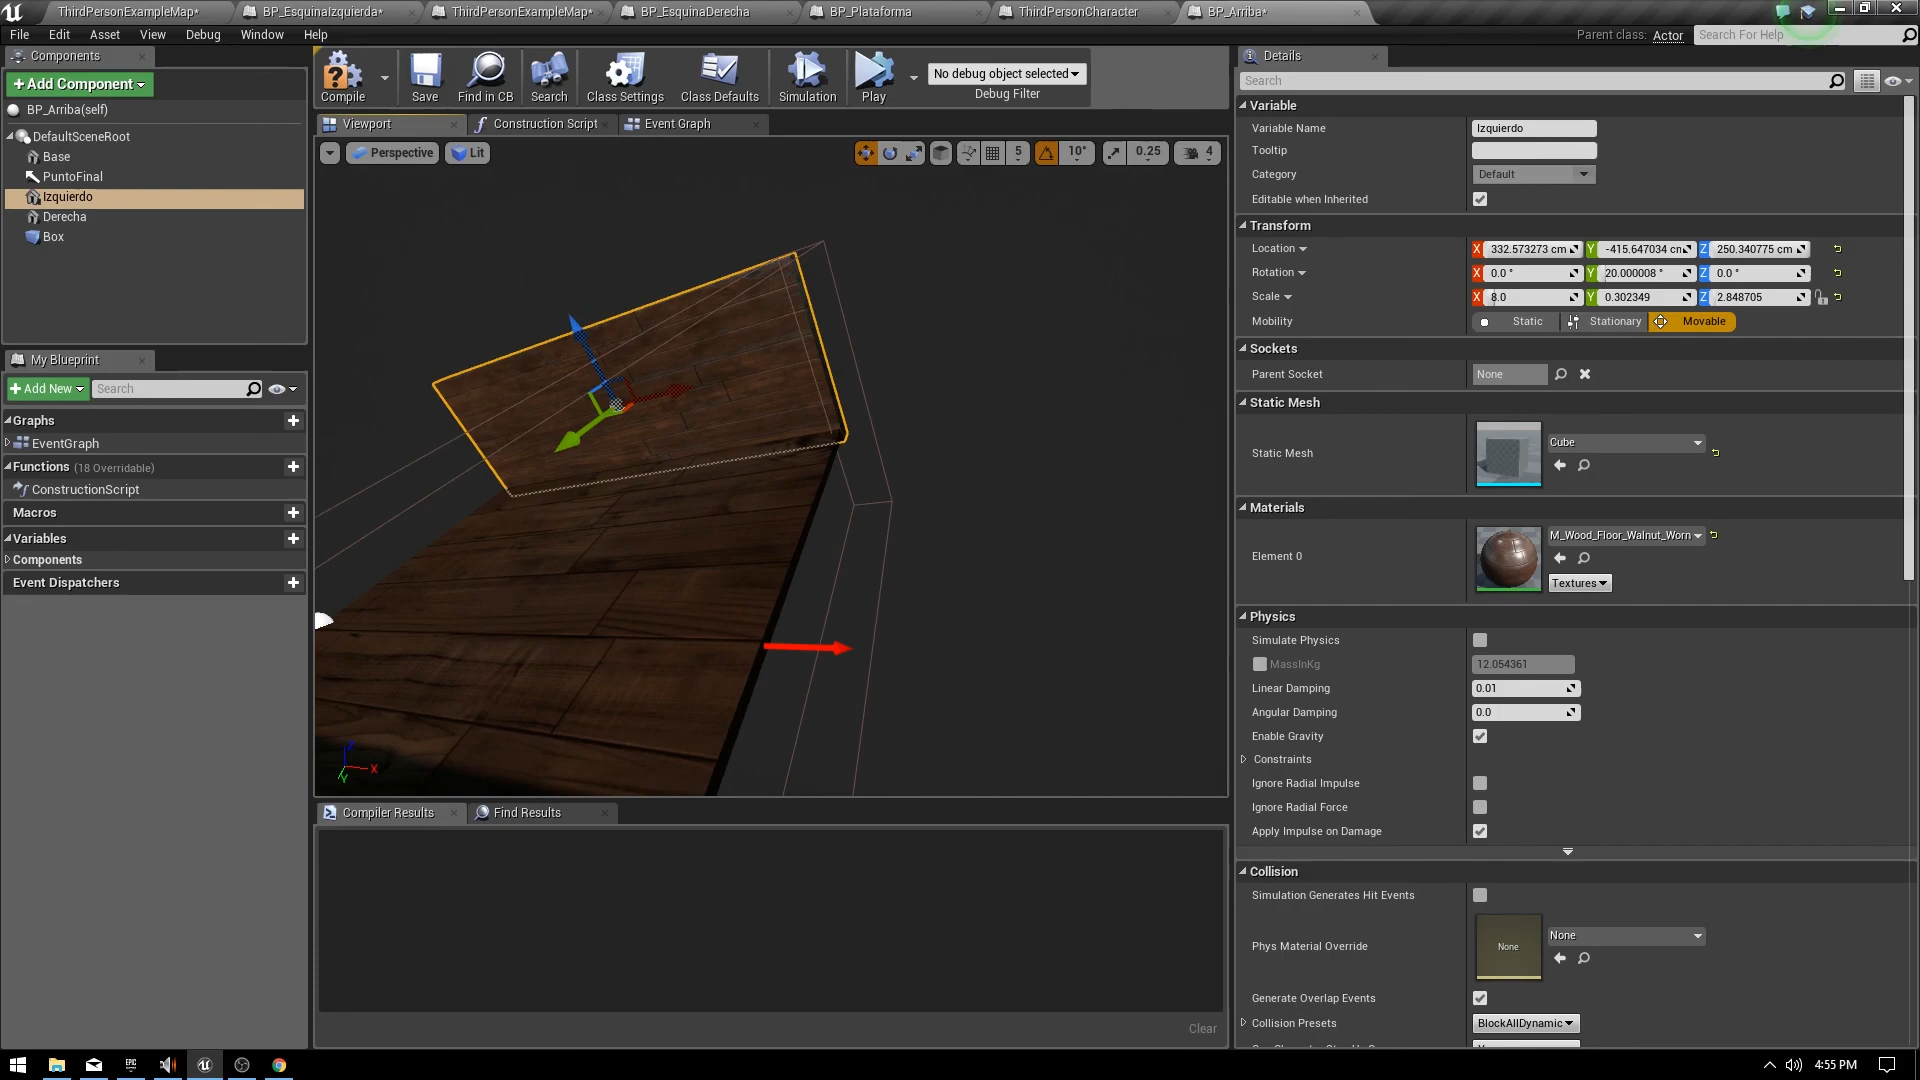 ThirdPersonExampleMap*
BP_EsquinaIzquierda*
ThirdPersonExampleMap*
BP_EsquinaDerecha
BP_Plataforma
ThirdPersonCharacter
BP_Arriba*
File Edit Asset View Debug Window Help
Parent class: Actor
Search For Help
Components
+Add Component
BP_Arriba(self)
DefaultSceneRoot
Base
PuntoFinal
Izquierdo
Derecha
Box
My Blueprint
+Add New
Search
Graphs
EventGraph
Functions (18 Overridable)
ConstructionScript
Macros
Variables
Components
Event Dispatchers
Compile
Save
Find in CB
Search
Class Settings
Class Defaults
Simulation
Play
No debug object selected
Debug Filter
Viewport
Construction Script
Event Graph
Perspective
Lit
5
10°
0.25
4
X
Y
Compiler Results
Find Results
Clear
Details
Search
Variable
Variable Name Izquierdo
Tooltip
Category Default
Editable when Inherited
Transform
Location X 332.573273 cm Y -415.647034 cm Z 250.340775 cm
Rotation X 0.0 ° Y 20.000008 ° Z 0.0 °
Scale X 8.0 Y 0.302349 Z 2.848705
Mobility Static Stationary Movable
Sockets
Parent Socket None
Static Mesh
Static Mesh Cube
Materials
Element 0 M_Wood_Floor_Walnut_Worn
Textures
Physics
Simulate Physics
MassInKg 12.054361
Linear Damping 0.01
Angular Damping 0.0
Enable Gravity
Constraints
Ignore Radial Impulse
Ignore Radial Force
Apply Impulse on Damage
Collision
Simulation Generates Hit Events
Phys Material Override None None
Generate Overlap Events
Collision Presets BlockAllDynamic
EPIC
4:55 PM